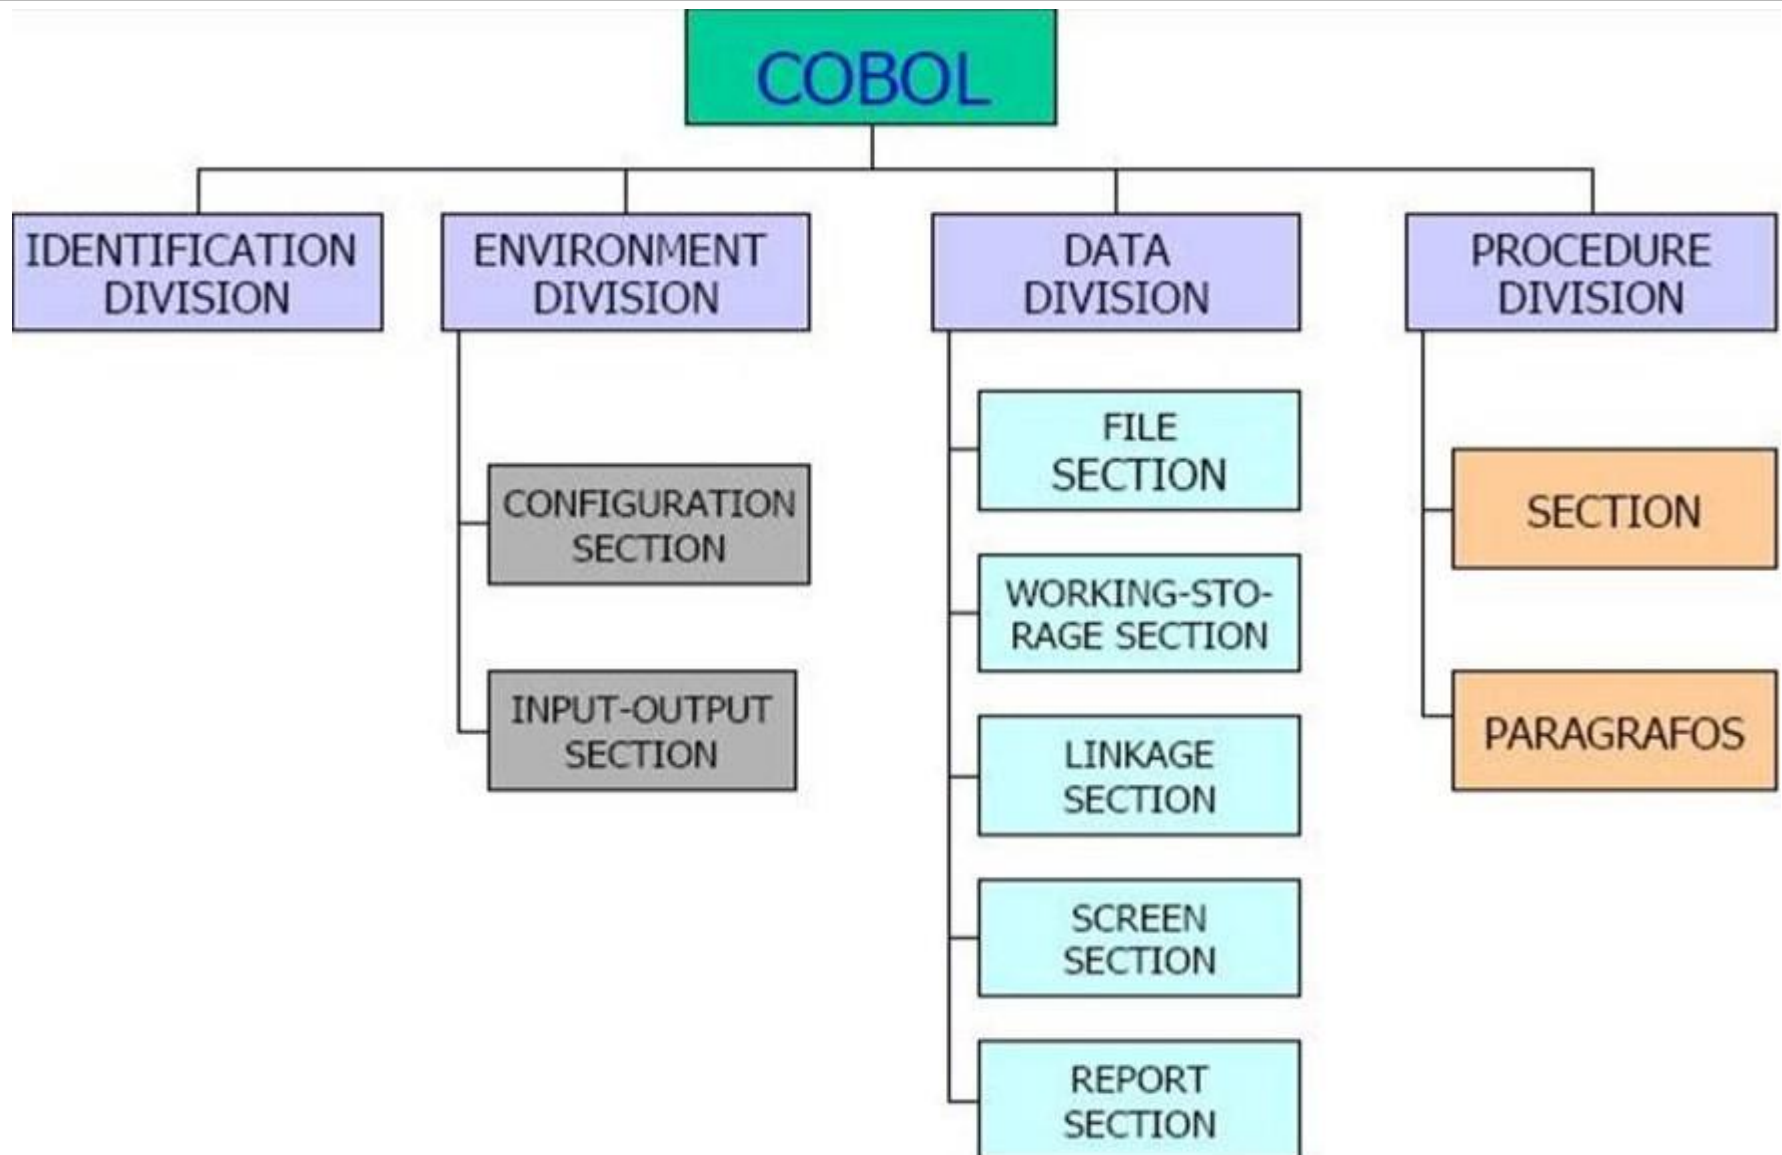 COBOL
IDENTIFICATION
DIVISION
ENVIRONMENT
DIVISION
CONFIGURATION
SECTION
INPUT-OUTPUT
SECTION
DATA
DIVISION
FILE
SECTION
WORKING-STO-
RAGE SECTION
LINKAGE
SECTION
SCREEN
SECTION
REPORT
SECTION
PROCEDURE
DIVISION
SECTION
PARAGRAFOS